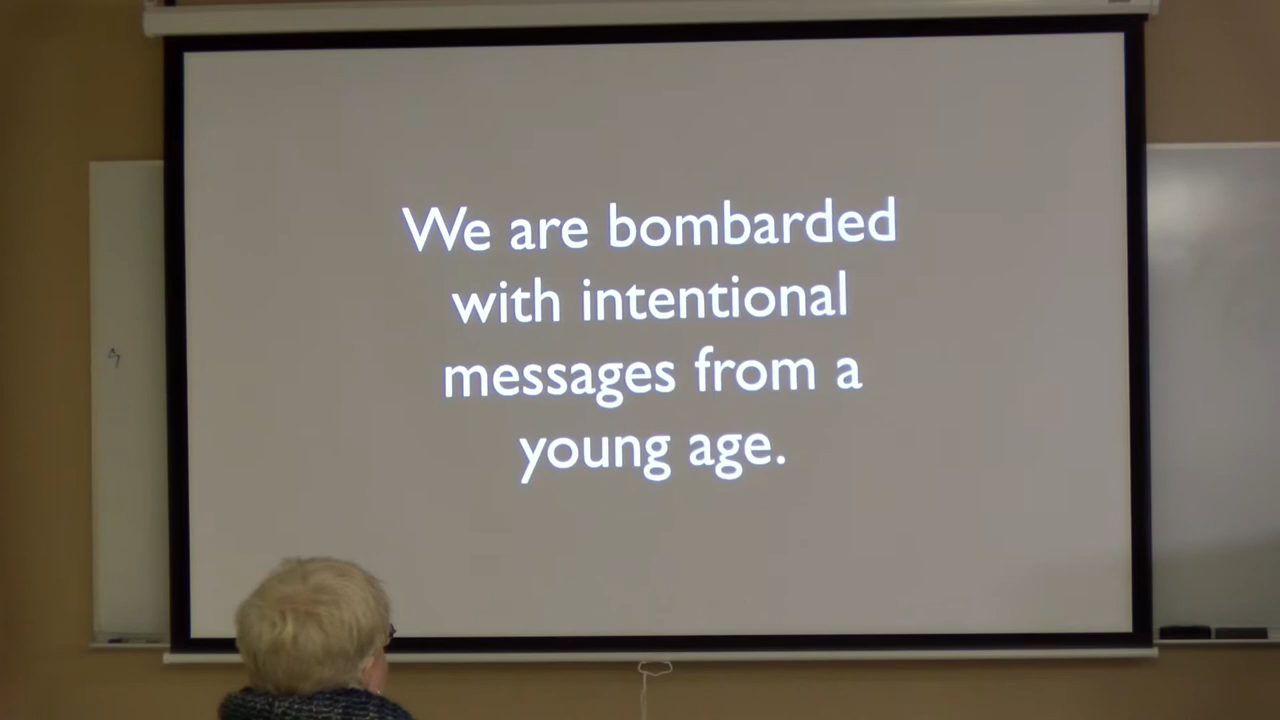 We are bombarded
with intentional
messages from a
young age.